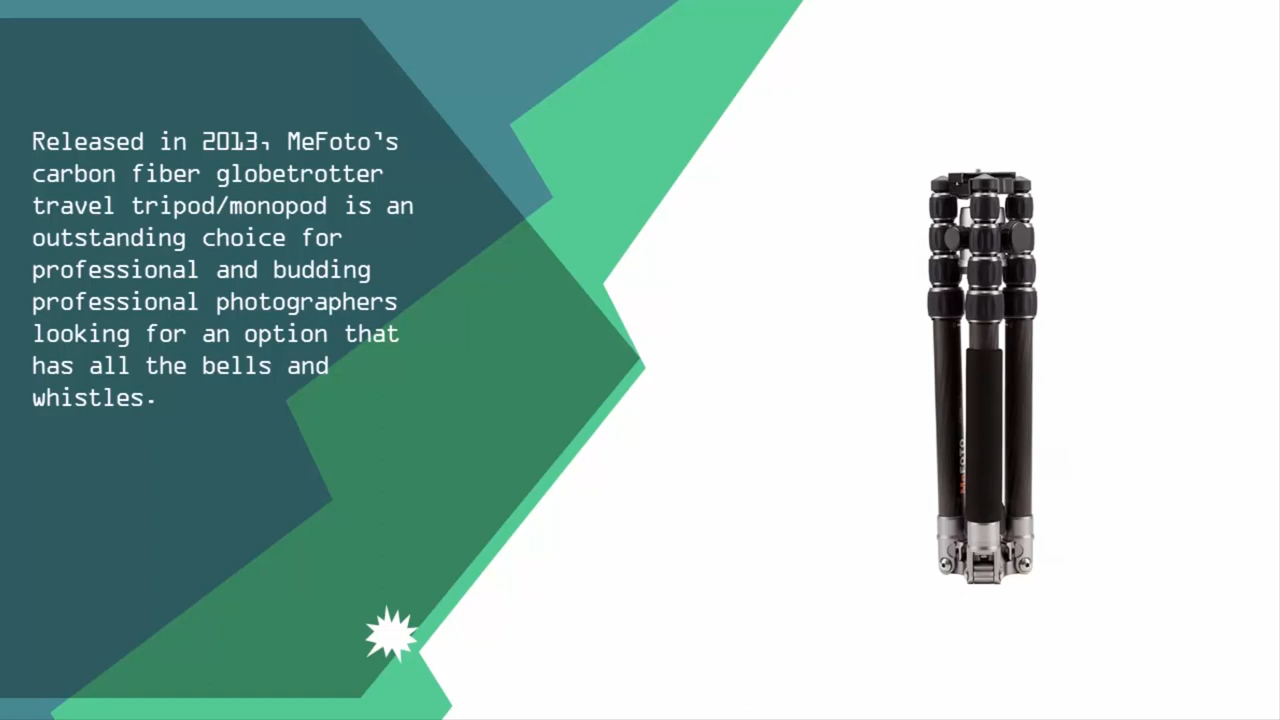 Released in 2013, MeFoto's
carbon fiber globetrotter
travel tripod/monopod is an
outstanding choice for
professional and budding
professional photographers
looking for an option that
has all the bells and
whistles.
MeFOTO